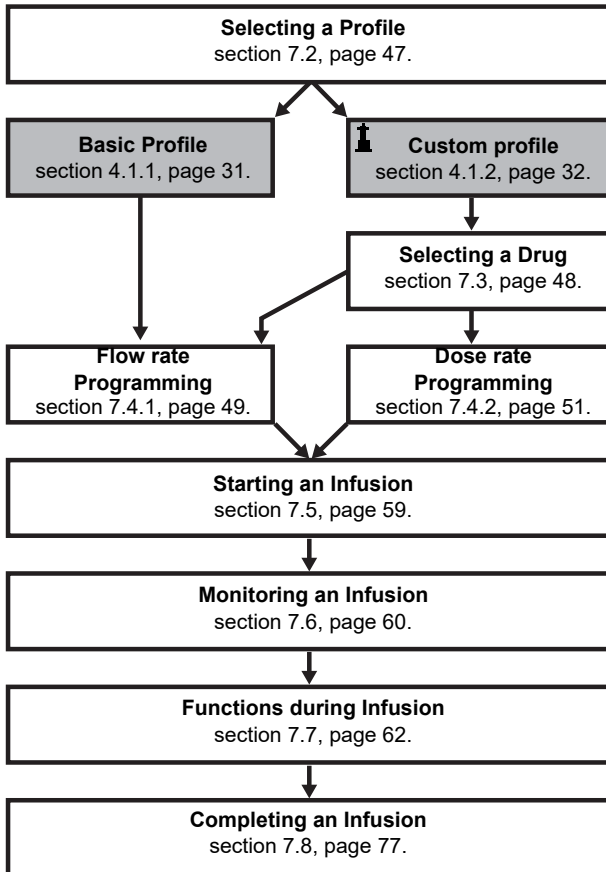 Selecting a Profile
section 7.2, page 47.
Basic Profile
section 4.1.1, page 31.
Custom profile
section 4.1.2, page 32.
Selecting a Drug
section 7.3, page 48.
Flow rate
Programming
section 7.4.1, page 49.
Dose rate
Programming
section 7.4.2, page 51.
Starting an Infusion
section 7.5, page 59.
Monitoring an Infusion
section 7.6, page 60.
Functions during Infusion
section 7.7, page 62.
Completing an Infusion
section 7.8, page 77.